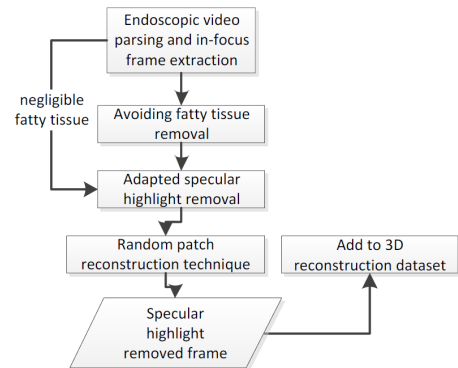 Endoscopic video
parsing and in-focus
frame extraction
negligible
fatty tissue
Avoiding fatty tissue
removal
Adapted specular
highlight removal
Random patch
reconstruction technique
Add to 3D
reconstruction dataset
Specular
highlight
removed frame